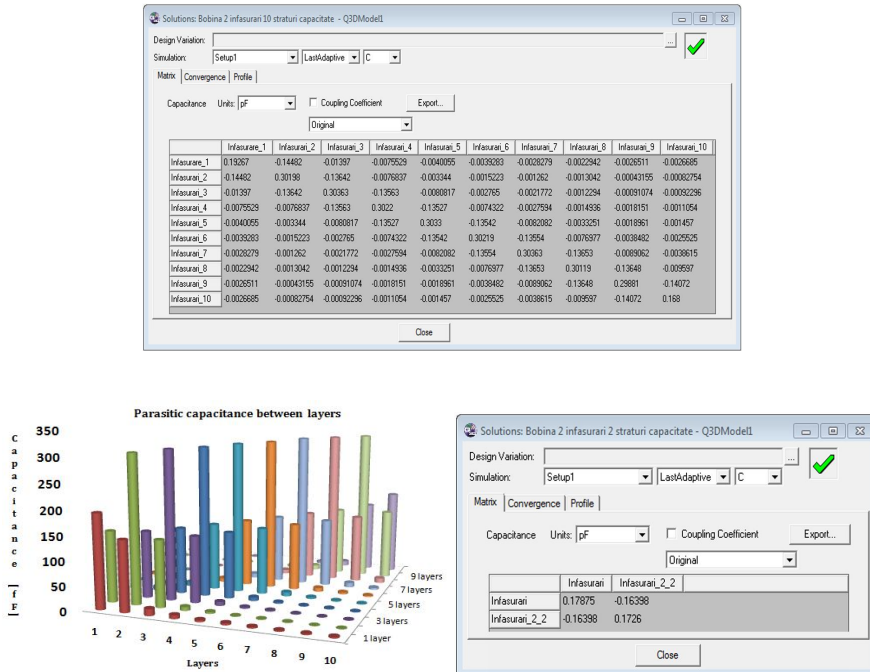 Solutions: Bobina 2 infasurari 10 straturi capacitate - Q3DModel1
Design Variation:
...
Simulation: Setup1 LastAdaptive C
Matrix Convergence Profile
Capacitance Units: pF Coupling Coefficient Export...
Original
Infasurare_1 Infasurari_2 Infasurari_3 Infasurari_4 Infasurari_5 Infasurari_6 Infasurari_7 Infasurari_8 Infasurari_9 Infasurari_10
Infasurare_1 0.19267 -0.14482 -0.01397 -0.0075529 -0.0040055 -0.0039283 -0.0028279 -0.0022942 -0.0026511 -0.0026685
Infasurari_2 -0.14482 0.30198 -0.13642 -0.0076837 -0.003344 -0.0015223 -0.001262 -0.0013042 -0.00043155 -0.00082754
Infasurari_3 -0.01397 -0.13642 0.30363 -0.13563 -0.0080817 -0.002765 -0.0021772 -0.0012294 -0.00091074 -0.00092296
Infasurari_4 -0.0075529 -0.0076837 -0.13563 0.3022 -0.13527 -0.0074322 -0.0027594 -0.0014936 -0.0018151 -0.0011054
Infasurari_5 -0.0040055 -0.003344 -0.0080817 -0.13527 0.3033 -0.13542 -0.0082082 -0.0033251 -0.0018961 -0.001457
Infasurari_6 -0.0039283 -0.0015223 -0.002765 -0.0074322 -0.13542 0.30219 -0.13554 -0.0076977 -0.0038482 -0.0025525
Infasurari_7 -0.0028279 -0.001262 -0.0021772 -0.0027594 -0.0082082 -0.13554 0.30363 -0.13653 -0.0089062 -0.0038615
Infasurari_8 -0.0022942 -0.0013042 -0.0012294 -0.0014936 -0.0033251 -0.0076977 -0.13653 0.30119 -0.13648 -0.009597
Infasurari_9 -0.0026511 -0.00043155 -0.00091074 -0.0018151 -0.0018961 -0.0038482 -0.0089062 -0.13648 0.29881 -0.14072
Infasurari_10 -0.0026685 -0.00082754 -0.00092296 -0.0011054 -0.001457 -0.0025525 -0.0038615 -0.009597 -0.14072 0.168
Close
Parasitic capacitance between layers
Capacitance [fF]
350
300
250
200
150
100
50
0
1 2 3 4 5 6 7 8 9 10
Layers
9 layers
7 layers
5 layers
3 layers
1 layer
Solutions: Bobina 2 infasurari 2 straturi capacitate - Q3DModel1
Design Variation:
...
Simulation: Setup1 LastAdaptive C
Matrix Convergence Profile
Capacitance Units: pF Coupling Coefficient Export...
Original
Infasurari Infasurari_2_2
Infasurari 0.17875 -0.16398
Infasurari_2_2 -0.16398 0.1726
Close